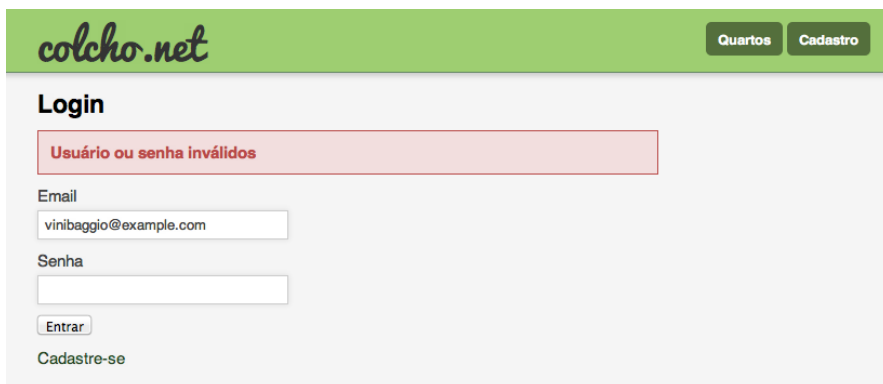 colcho.net
Quartos Cadastro
Login
Usuário ou senha inválidos
Email
vinibaggio@example.com
Senha
Entrar
Cadastre-se